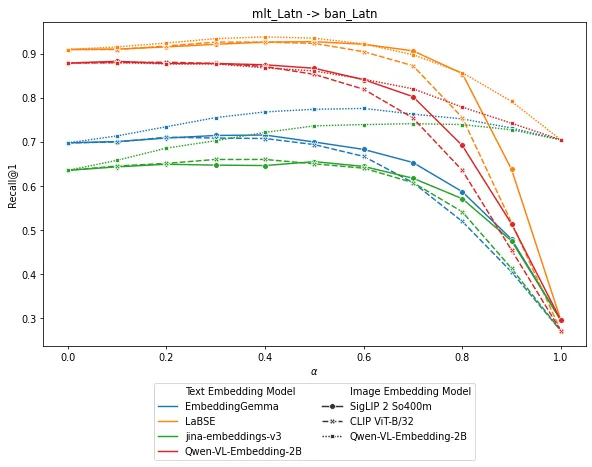 mlt_Latn -> ban_Latn
0.9
0.8
0.7
0.6
0.5
0.4
0.3
Recall@1
0.0 0.2 0.4 0.6 0.8 1.0
α
Text Embedding Model Image Embedding Model
EmbeddingGemma SigLIP 2 So400m
LaBSE CLIP ViT-B/32
jina-embeddings-v3 Qwen-VL-Embedding-2B
Qwen-VL-Embedding-2B